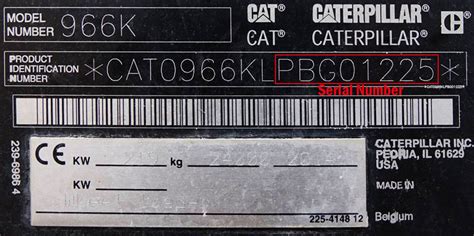 MODEL NUMBER 966K
CAT CATERPILLAR
CAT® CATERPILLAR®
PRODUCT IDENTIFICATION NUMBER *CAT0966KLPBG01225*
*CAT0966KLPBG01225*
Serial Number
239-6986 4
CE
KW kg
KW
225-4148 12
CATERPILLAR INC.
PEORIA, IL 61629
USA
MADE IN
Belgium